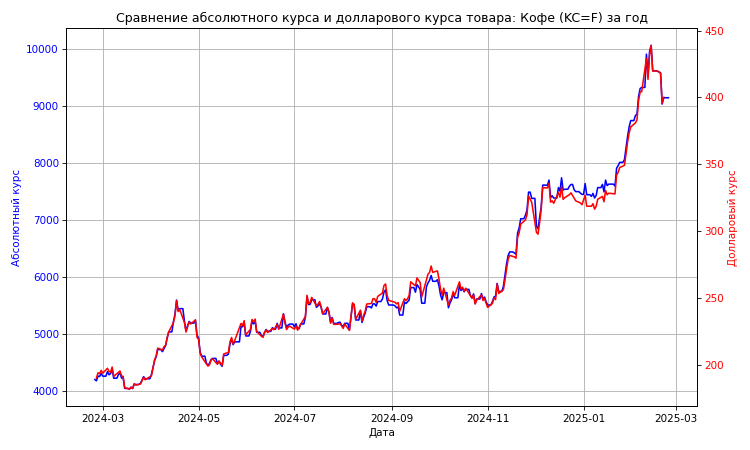 Сравнение абсолютного курса и долларового курса товара: Кофе (KC=F) за год
Абсолютный курс
10000
9000
8000
7000
6000
5000
4000
450
400
350
300
250
200
Долларовый курс
2024-03 2024-05 2024-07 2024-09 2024-11 2025-01 2025-03
Дата